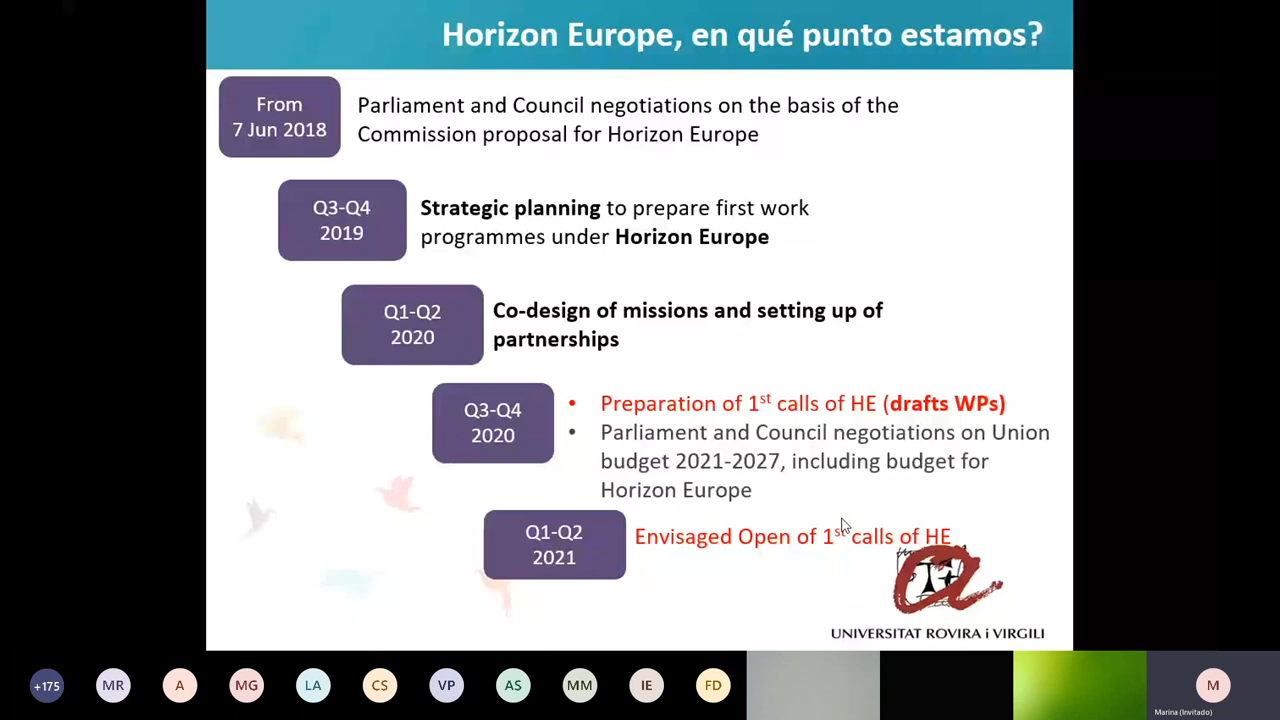 Horizon Europe, en qué punto estamos?
From
7 Jun 2018
Parliament and Council negotiations on the basis of the
Commission proposal for Horizon Europe
Q3-Q4
2019
Strategic planning to prepare first work
programmes under Horizon Europe
Q1-Q2
2020
Co-design of missions and setting up of
partnerships
Q3-Q4
2020
• Preparation of 1st calls of HE (drafts WPs)
• Parliament and Council negotiations on Union
budget 2021-2027, including budget for
Horizon Europe
Q1-Q2
2021
Envisaged Open of 1st calls of HE
UNIVERSITAT ROVIRA i VIRGILI
+175
MR
A
MG
LA
CS
VP
AS
MM
IE
FD
M
Marina (Invitado)